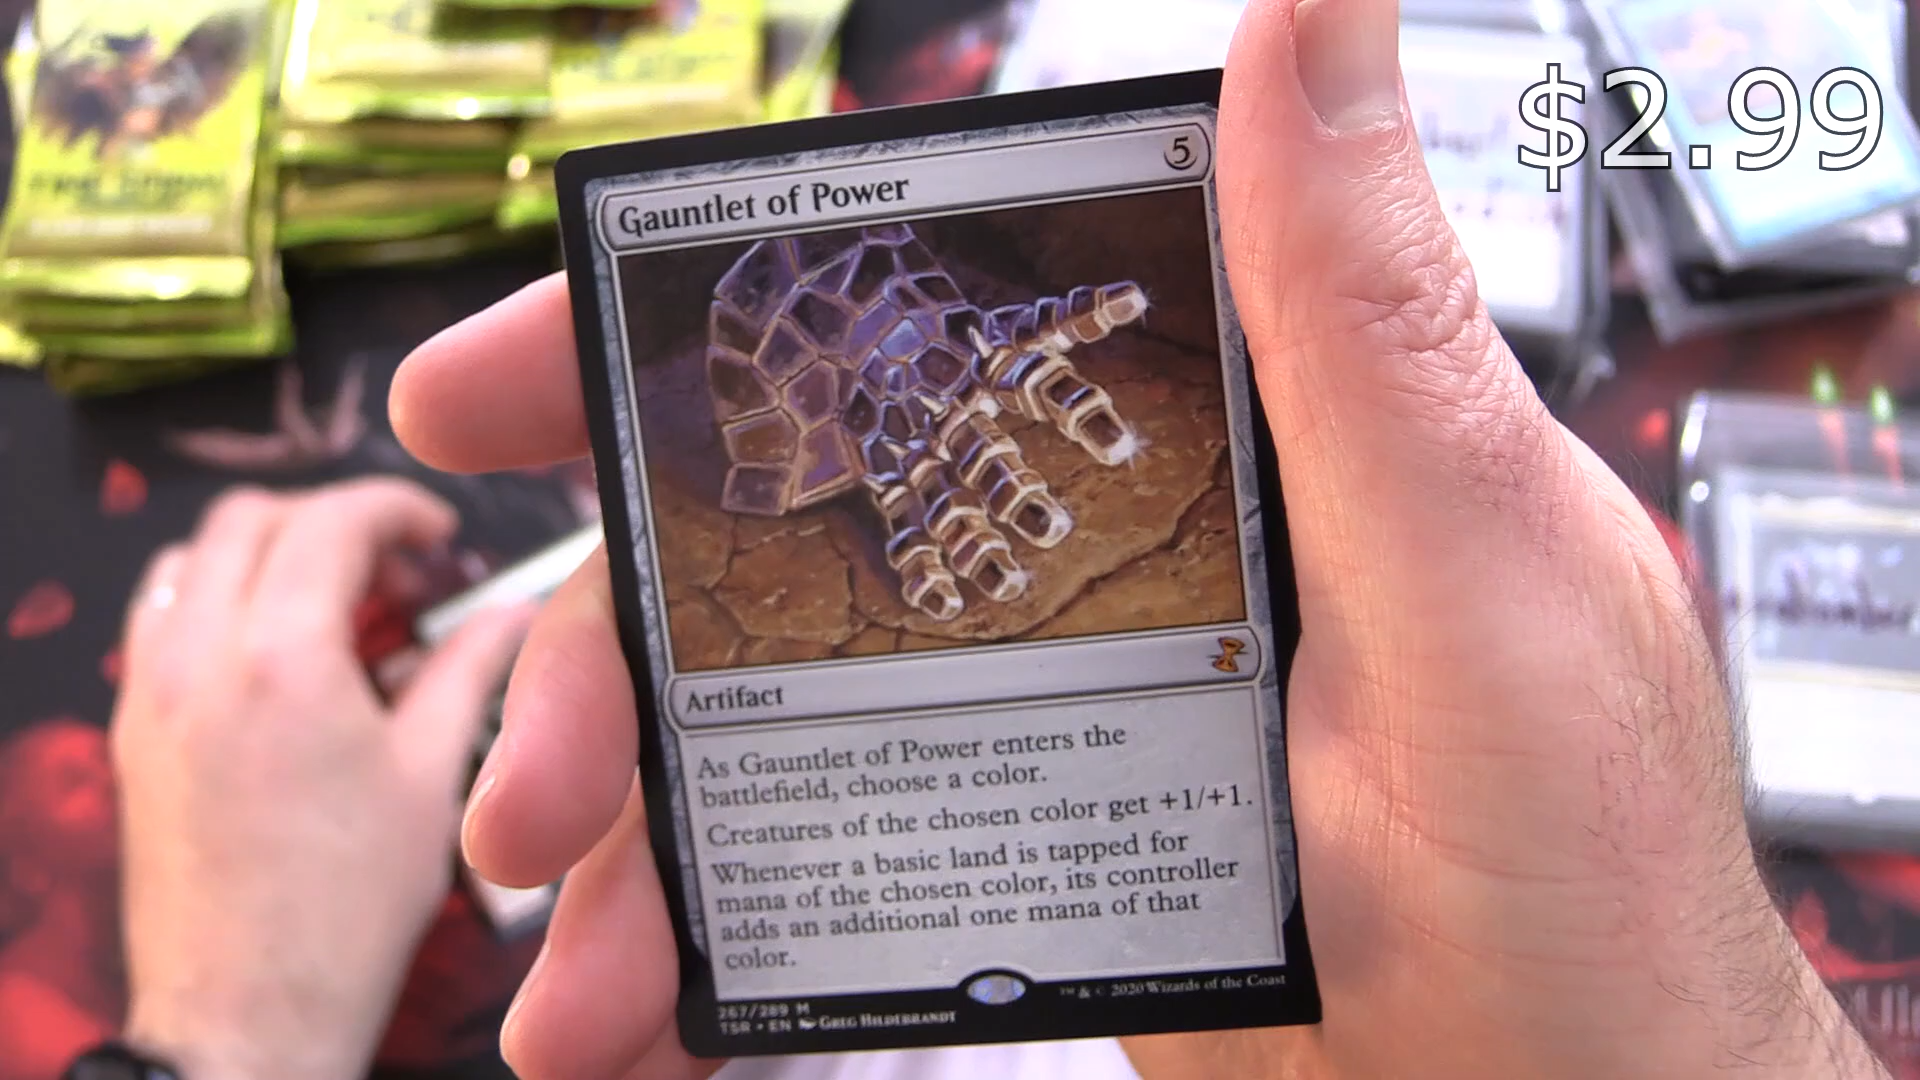 $2.99
Gauntlet of Power 5
Artifact
As Gauntlet of Power enters the
battlefield, choose a color.
Creatures of the chosen color get +1/+1.
Whenever a basic land is tapped for
mana of the chosen color, its controller
adds an additional one mana of that
color.
267/289 M
TSR • EN Greg Hildebrandt
™ & © 2020 Wizards of the Coast